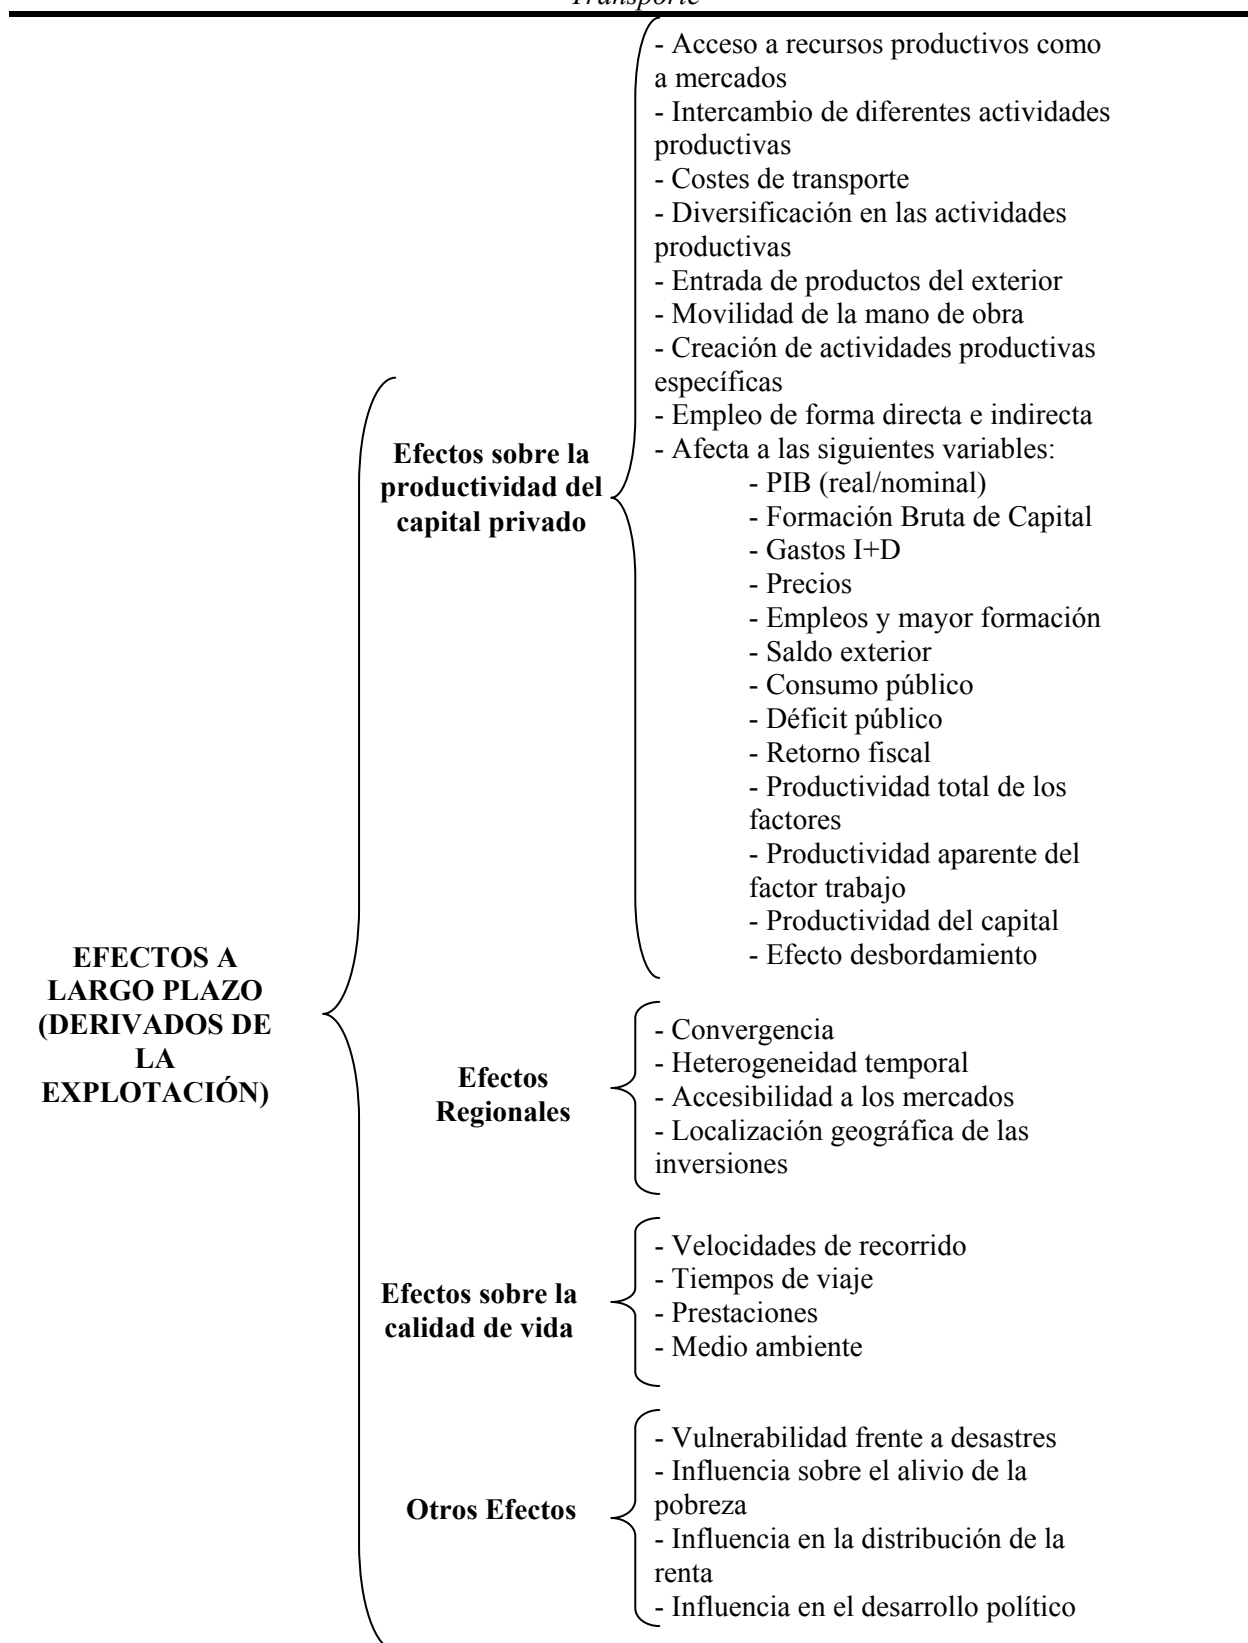 Transporte
EFECTOS A
LARGO PLAZO
(DERIVADOS DE
LA
EXPLOTACIÓN)
Efectos sobre la
productividad del
capital privado
- Acceso a recursos productivos como
a mercados
- Intercambio de diferentes actividades
productivas
- Costes de transporte
- Diversificación en las actividades
productivas
- Entrada de productos del exterior
- Movilidad de la mano de obra
- Creación de actividades productivas
específicas
- Empleo de forma directa e indirecta
- Afecta a las siguientes variables:
- PIB (real/nominal)
- Formación Bruta de Capital
- Gastos I+D
- Precios
- Empleos y mayor formación
- Saldo exterior
- Consumo público
- Déficit público
- Retorno fiscal
- Productividad total de los
factores
- Productividad aparente del
factor trabajo
- Productividad del capital
- Efecto desbordamiento
Efectos
Regionales
- Convergencia
- Heterogeneidad temporal
- Accesibilidad a los mercados
- Localización geográfica de las
inversiones
Efectos sobre la
calidad de vida
- Velocidades de recorrido
- Tiempos de viaje
- Prestaciones
- Medio ambiente
Otros Efectos
- Vulnerabilidad frente a desastres
- Influencia sobre el alivio de la
pobreza
- Influencia en la distribución de la
renta
- Influencia en el desarrollo político